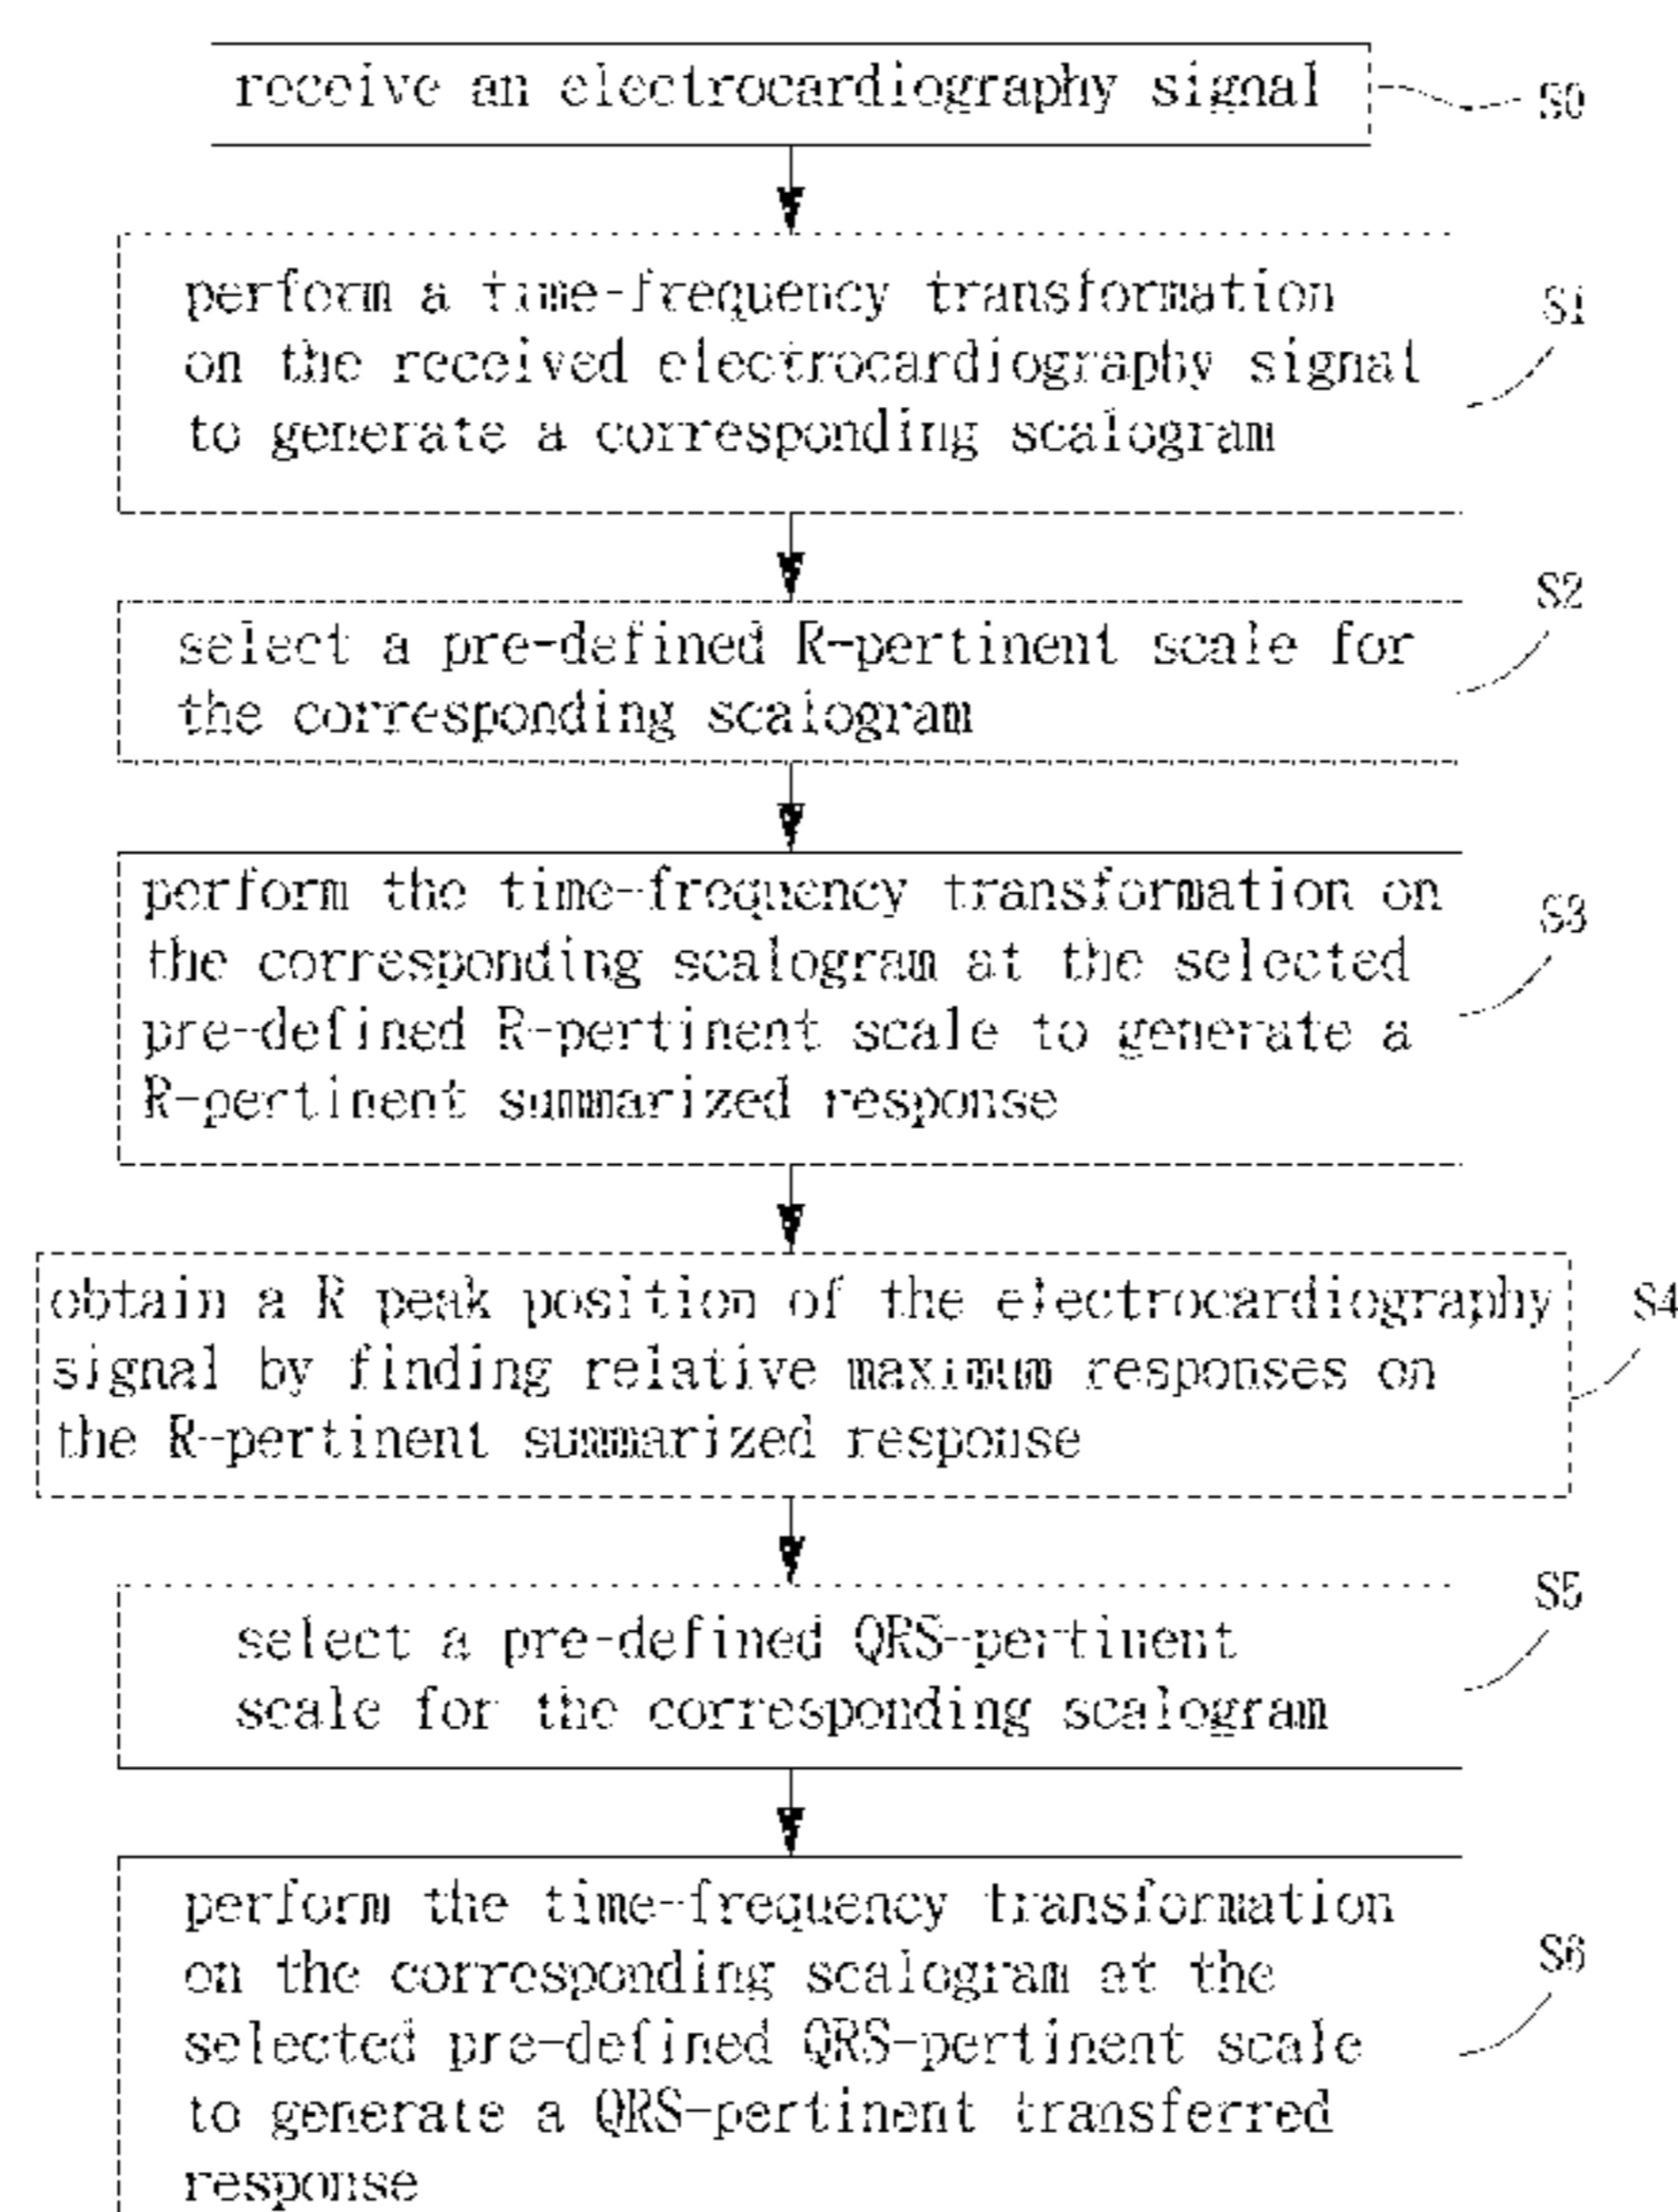 receive an electrocardiography signal
S0
perform a time-frequency transformation
S1
on the received electrocardiography signal
to generate a corresponding scalogram
S2
select a pre-defined R-pertinent scale for
the corresponding scalogram
perform the time-frequency transformation on
S3
the corresponding scalogram at the selected
pre-defined R-pertinent scale to generate a
R-pertinent summarized response
obtain a R peak position of the electrocardiography
S4
signal by finding relative maximum responses on
the R-pertinent summarized response
S5
select a pre-defined QRS-pertinent
scale for the corresponding scalogram
perform the time-frequency transformation
S6
on the corresponding scalogram at the
selected pre-defined QRS-pertinent scale
to generate a QRS-pertinent transferred
response